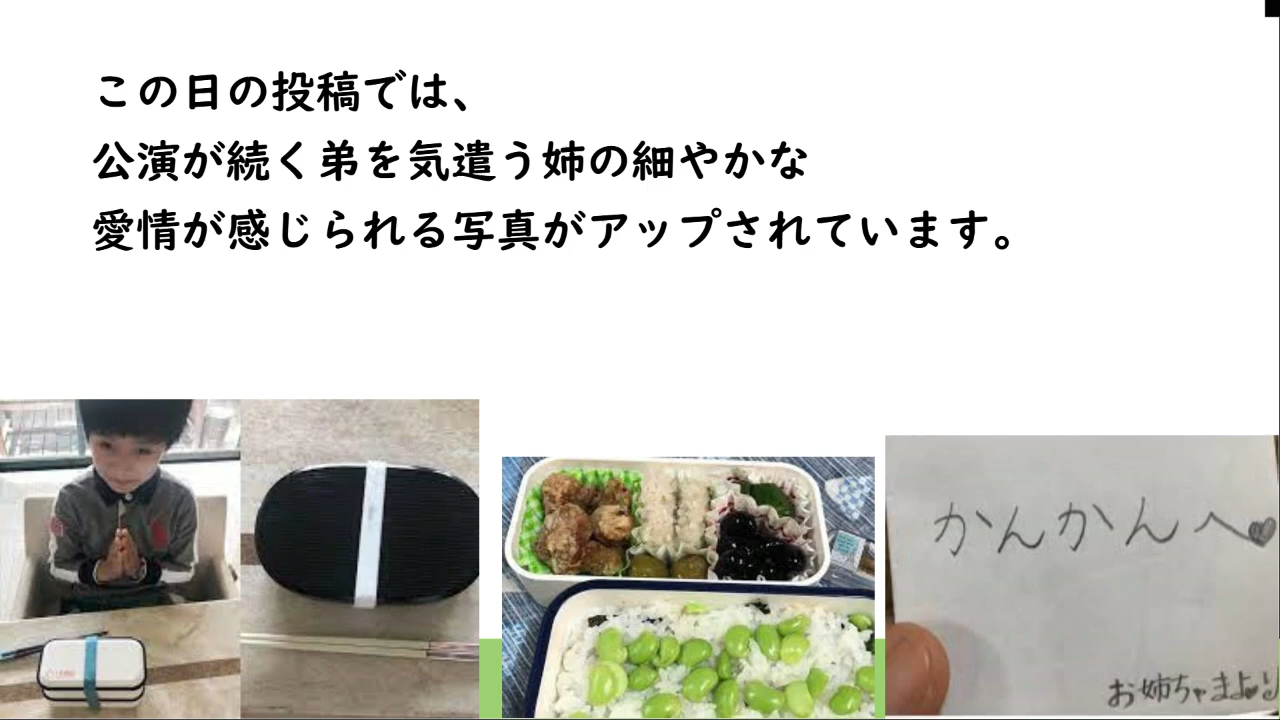 この日の投稿では、
公演が続く弟を気遣う姉の細やかな
愛情が感じられる写真がアップされています。
かんかんへ♥
お姉ちゃまより